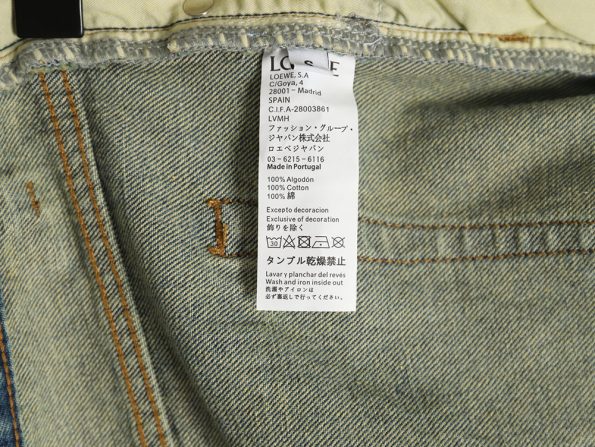 LOEWE, S.A
C/Goya, 4
28001 - Madrid
SPAIN
C.I.F.A-28003861
LVMH
ファッション・グループ・
ジャパン株式会社
ロエベジャパン
03-6215-6116
Made in Portugal
100% Algodón
100% Cotton
100% 綿
Excepto decoracion
Exclusive of decoration
飾りを除く
30
タンブル乾燥禁止
Lavar y planchar del revés
Wash and iron inside out
洗濯やアイロンは
必ず裏返しで行ってください。